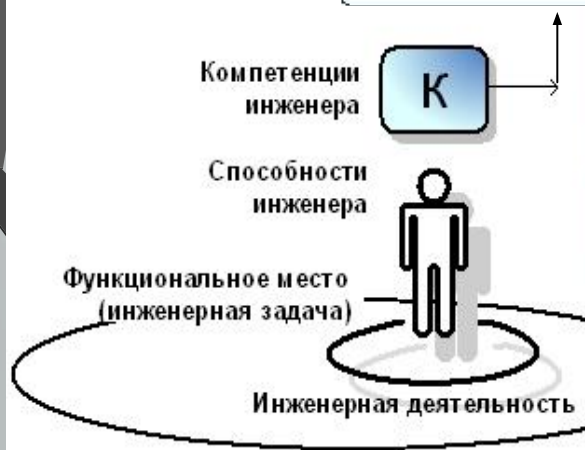 Компетенции
инженера
К
Способности
инженера
Функциональное место
(инженерная задача)
Инженерная деятельность